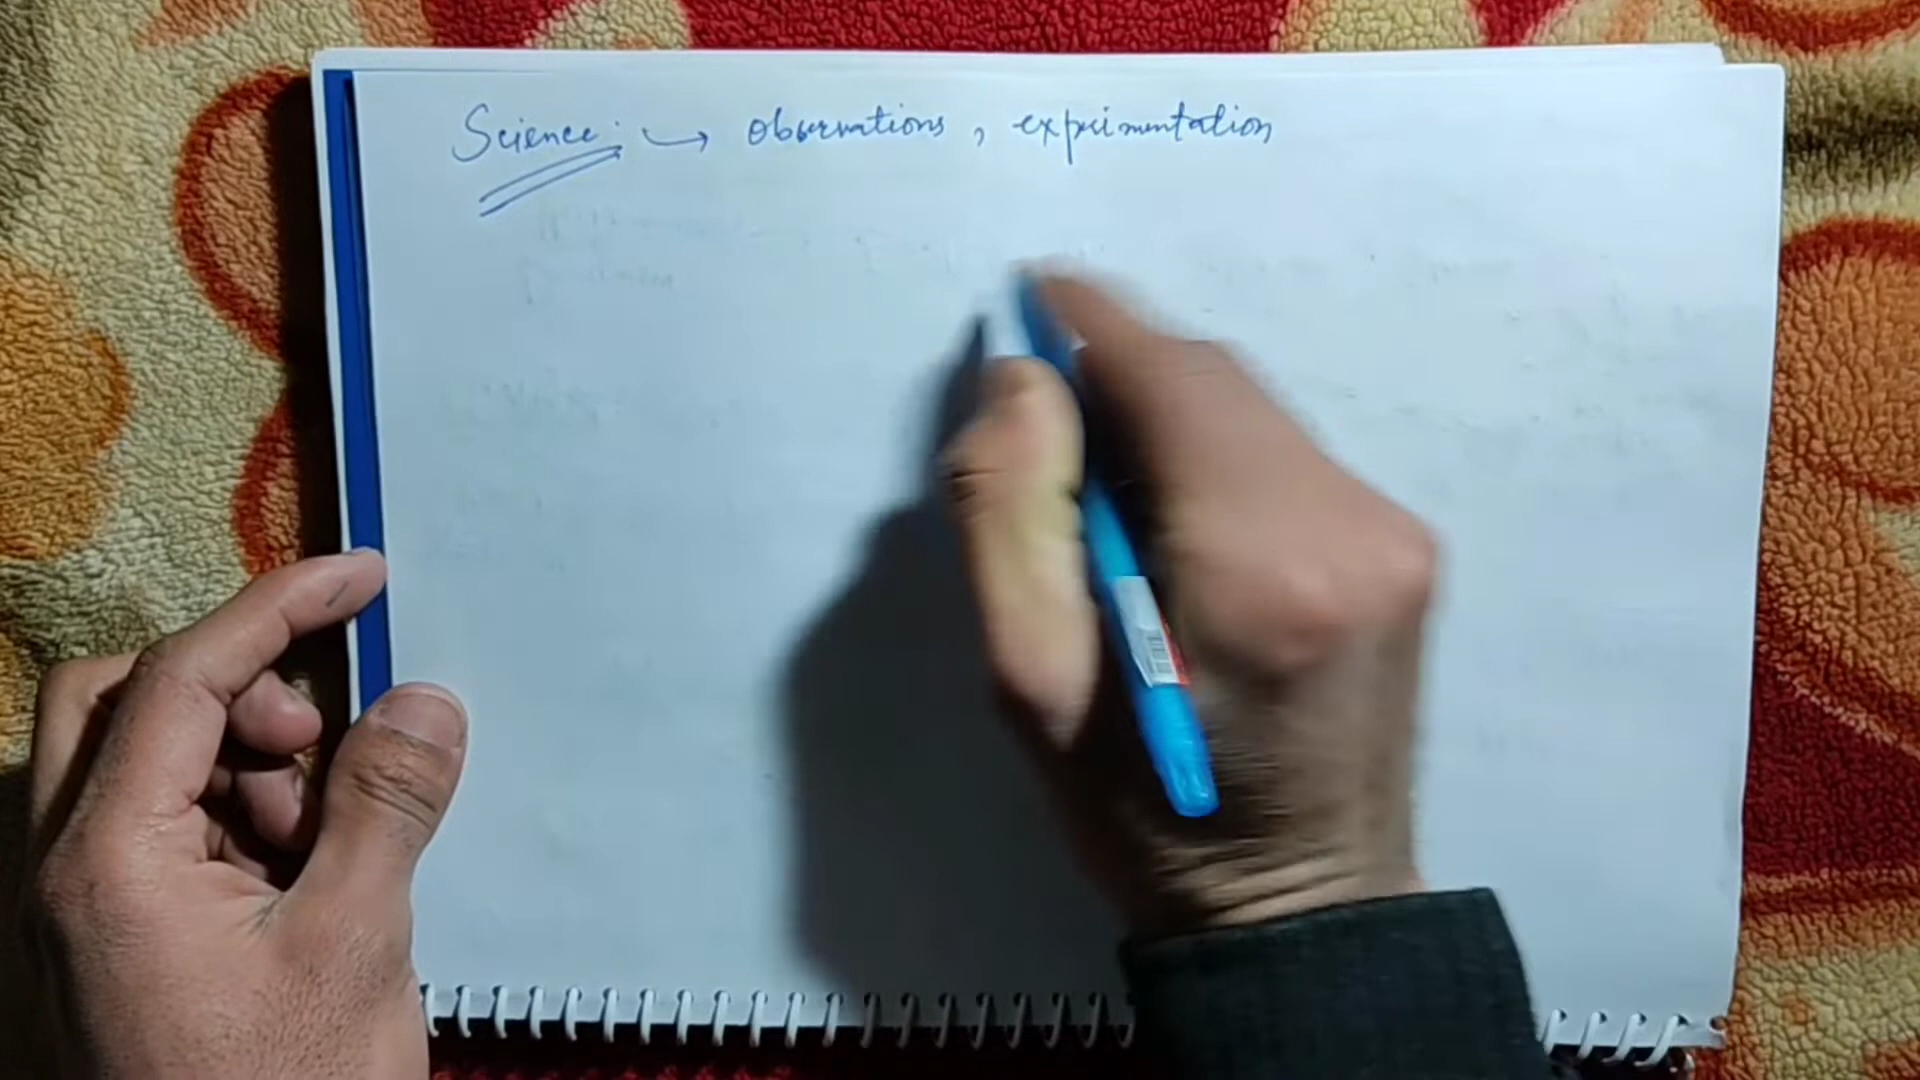 Science : → observations , experimentation